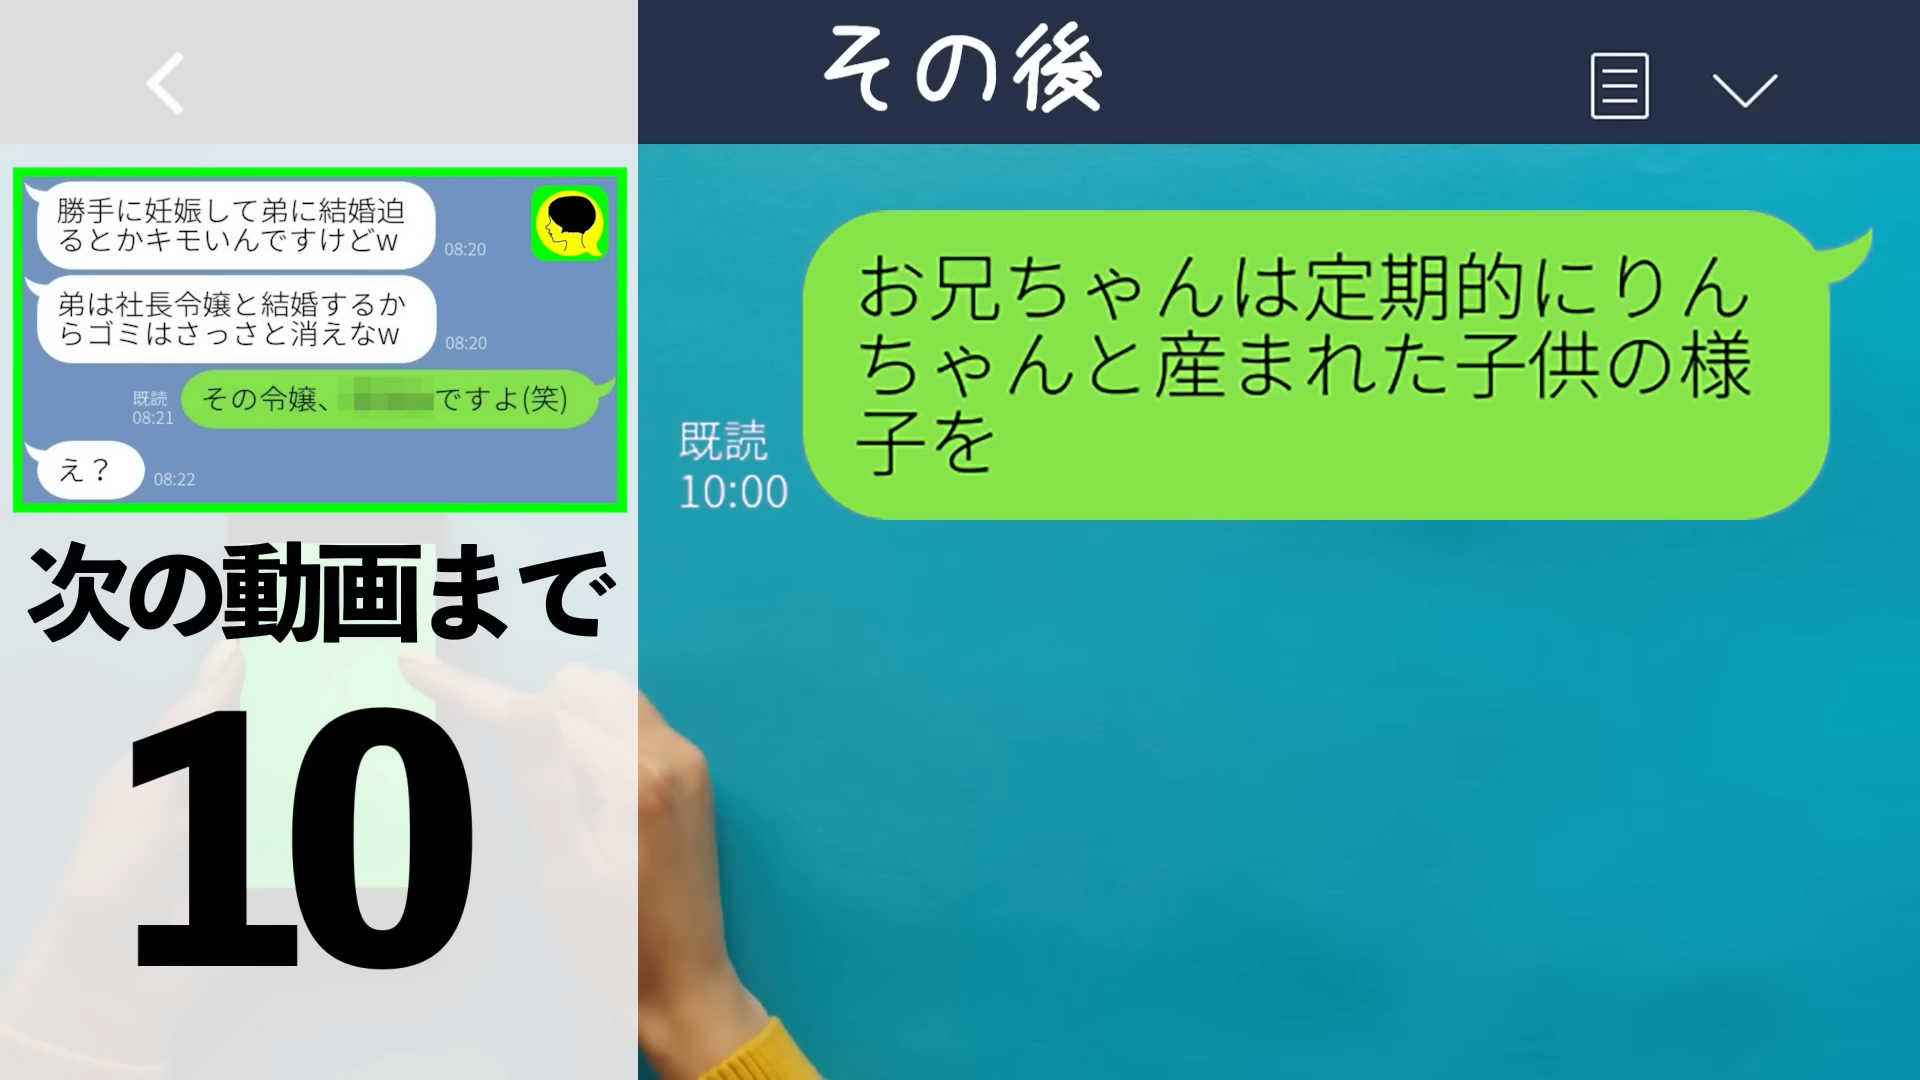 その後
勝手に妊娠して弟に結婚迫
るとかキモいんですけどw
08:20
弟は社長令嬢と結婚するか
らゴミはさっさと消えなw
08:20
既読
08:21
その令嬢、
ですよ(笑)
え？
08:22
次の動画まで
10
お兄ちゃんは定期的にりん
ちゃんと産まれた子供の様
子を
既読
10:00